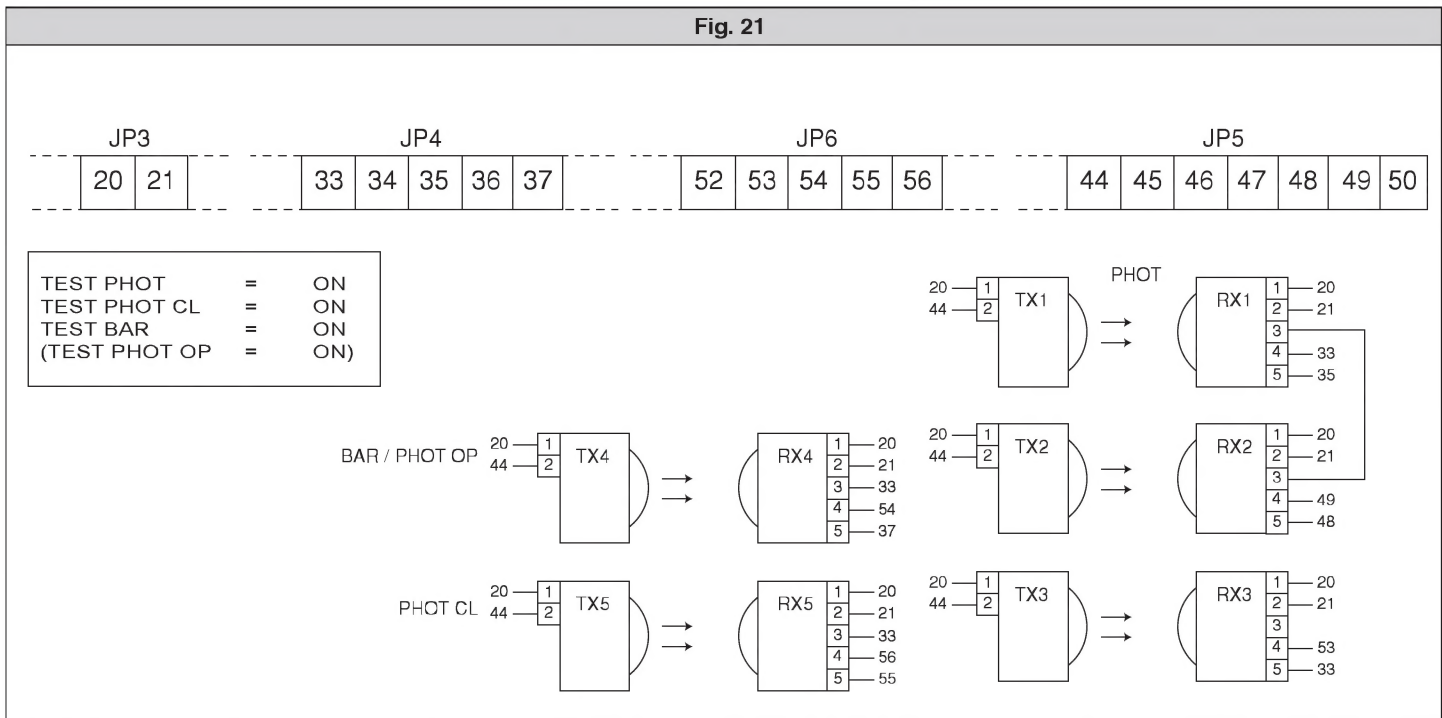 Fig. 21
JP3 JP4 JP6 JP5
20 21 33 34 35 36 37 52 53 54 55 56 44 45 46 47 48 49 50
TEST PHOT = ON
TEST PHOT CL = ON
TEST BAR = ON
(TEST PHOT OP = ON)
PHOT
20 1 TX1 RX1 1 20
44 2 2 21
3
4 33
5 35
BAR / PHOT OP
20 1 TX4 RX4 1 20
44 2 2 21
3 33
4 54
5 37
20 1 TX2 RX2 1 20
44 2 2 21
3
4 49
5 48
PHOT CL
20 1 TX5 RX5 1 20
44 2 2 21
3 33
4 56
5 55
20 1 TX3 RX3 1 20
44 2 2 21
3
4 53
5 33